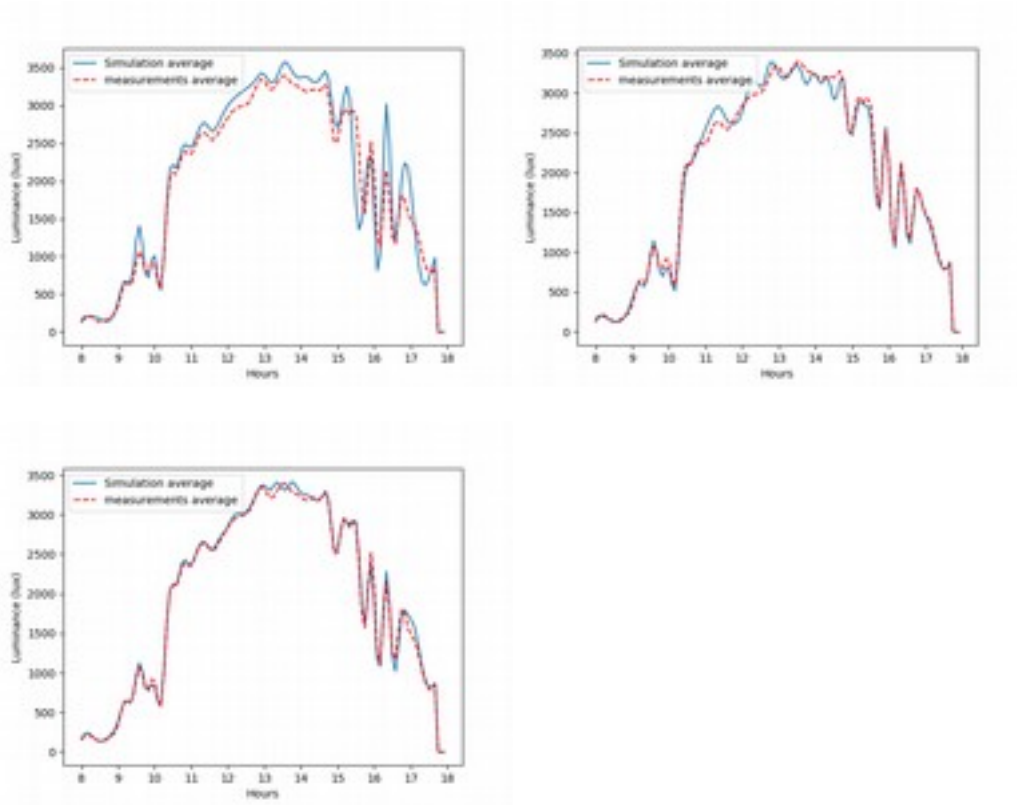 Simulation average
measurements average
3500
3000
2500
2000
1500
1000
500
0
Luminance (lux)
8 9 10 11 12 13 14 15 16 17 18
Hours
Simulation average
measurements average
3500
3000
2500
2000
1500
1000
500
0
Luminance (lux)
8 9 10 11 12 13 14 15 16 17 18
Hours
Simulation average
measurements average
3500
3000
2500
2000
1500
1000
500
0
Luminance (lux)
8 9 10 11 12 13 14 15 16 17 18
Hours